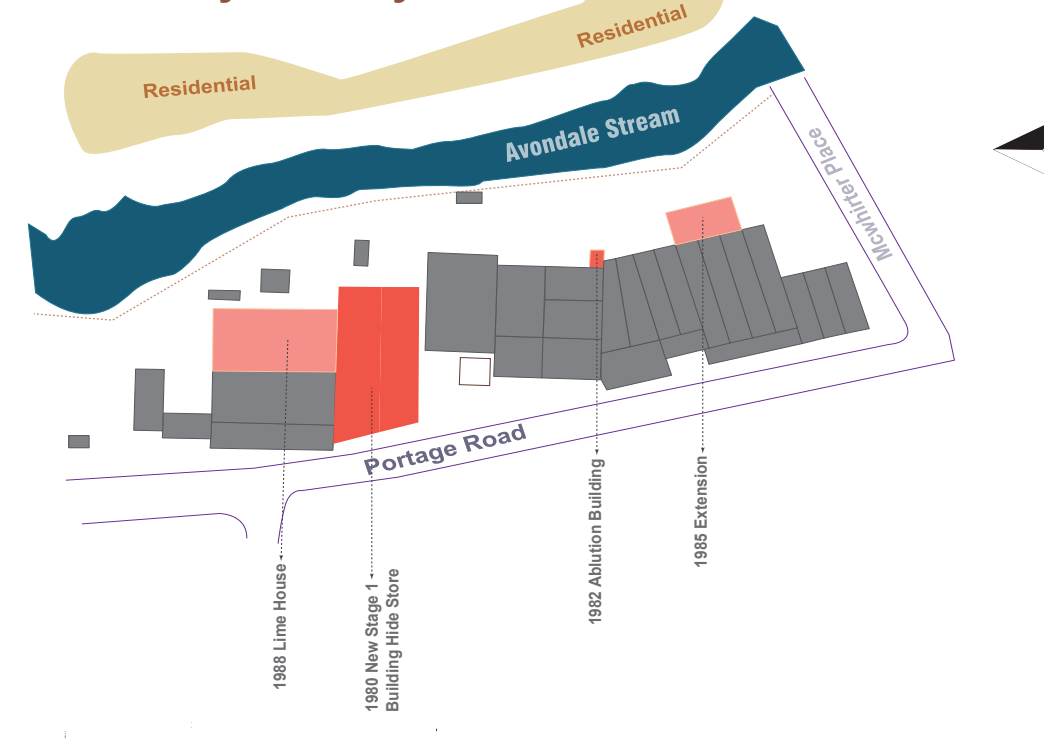 Residential
Residential
Avondale Stream
Mcwhirter Place
Portage Road
1988 Lime House
1980 New Stage 1
Building Hide Store
1982 Ablution Building
1985 Extension